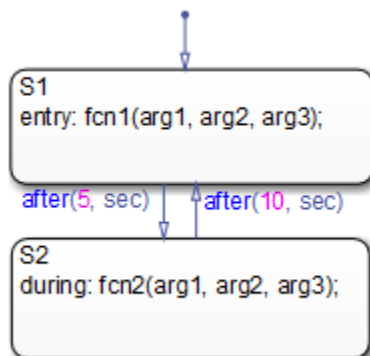 S1
entry: fcn1(arg1, arg2, arg3);
after(5, sec)
after(10, sec)
S2
during: fcn2(arg1, arg2, arg3);